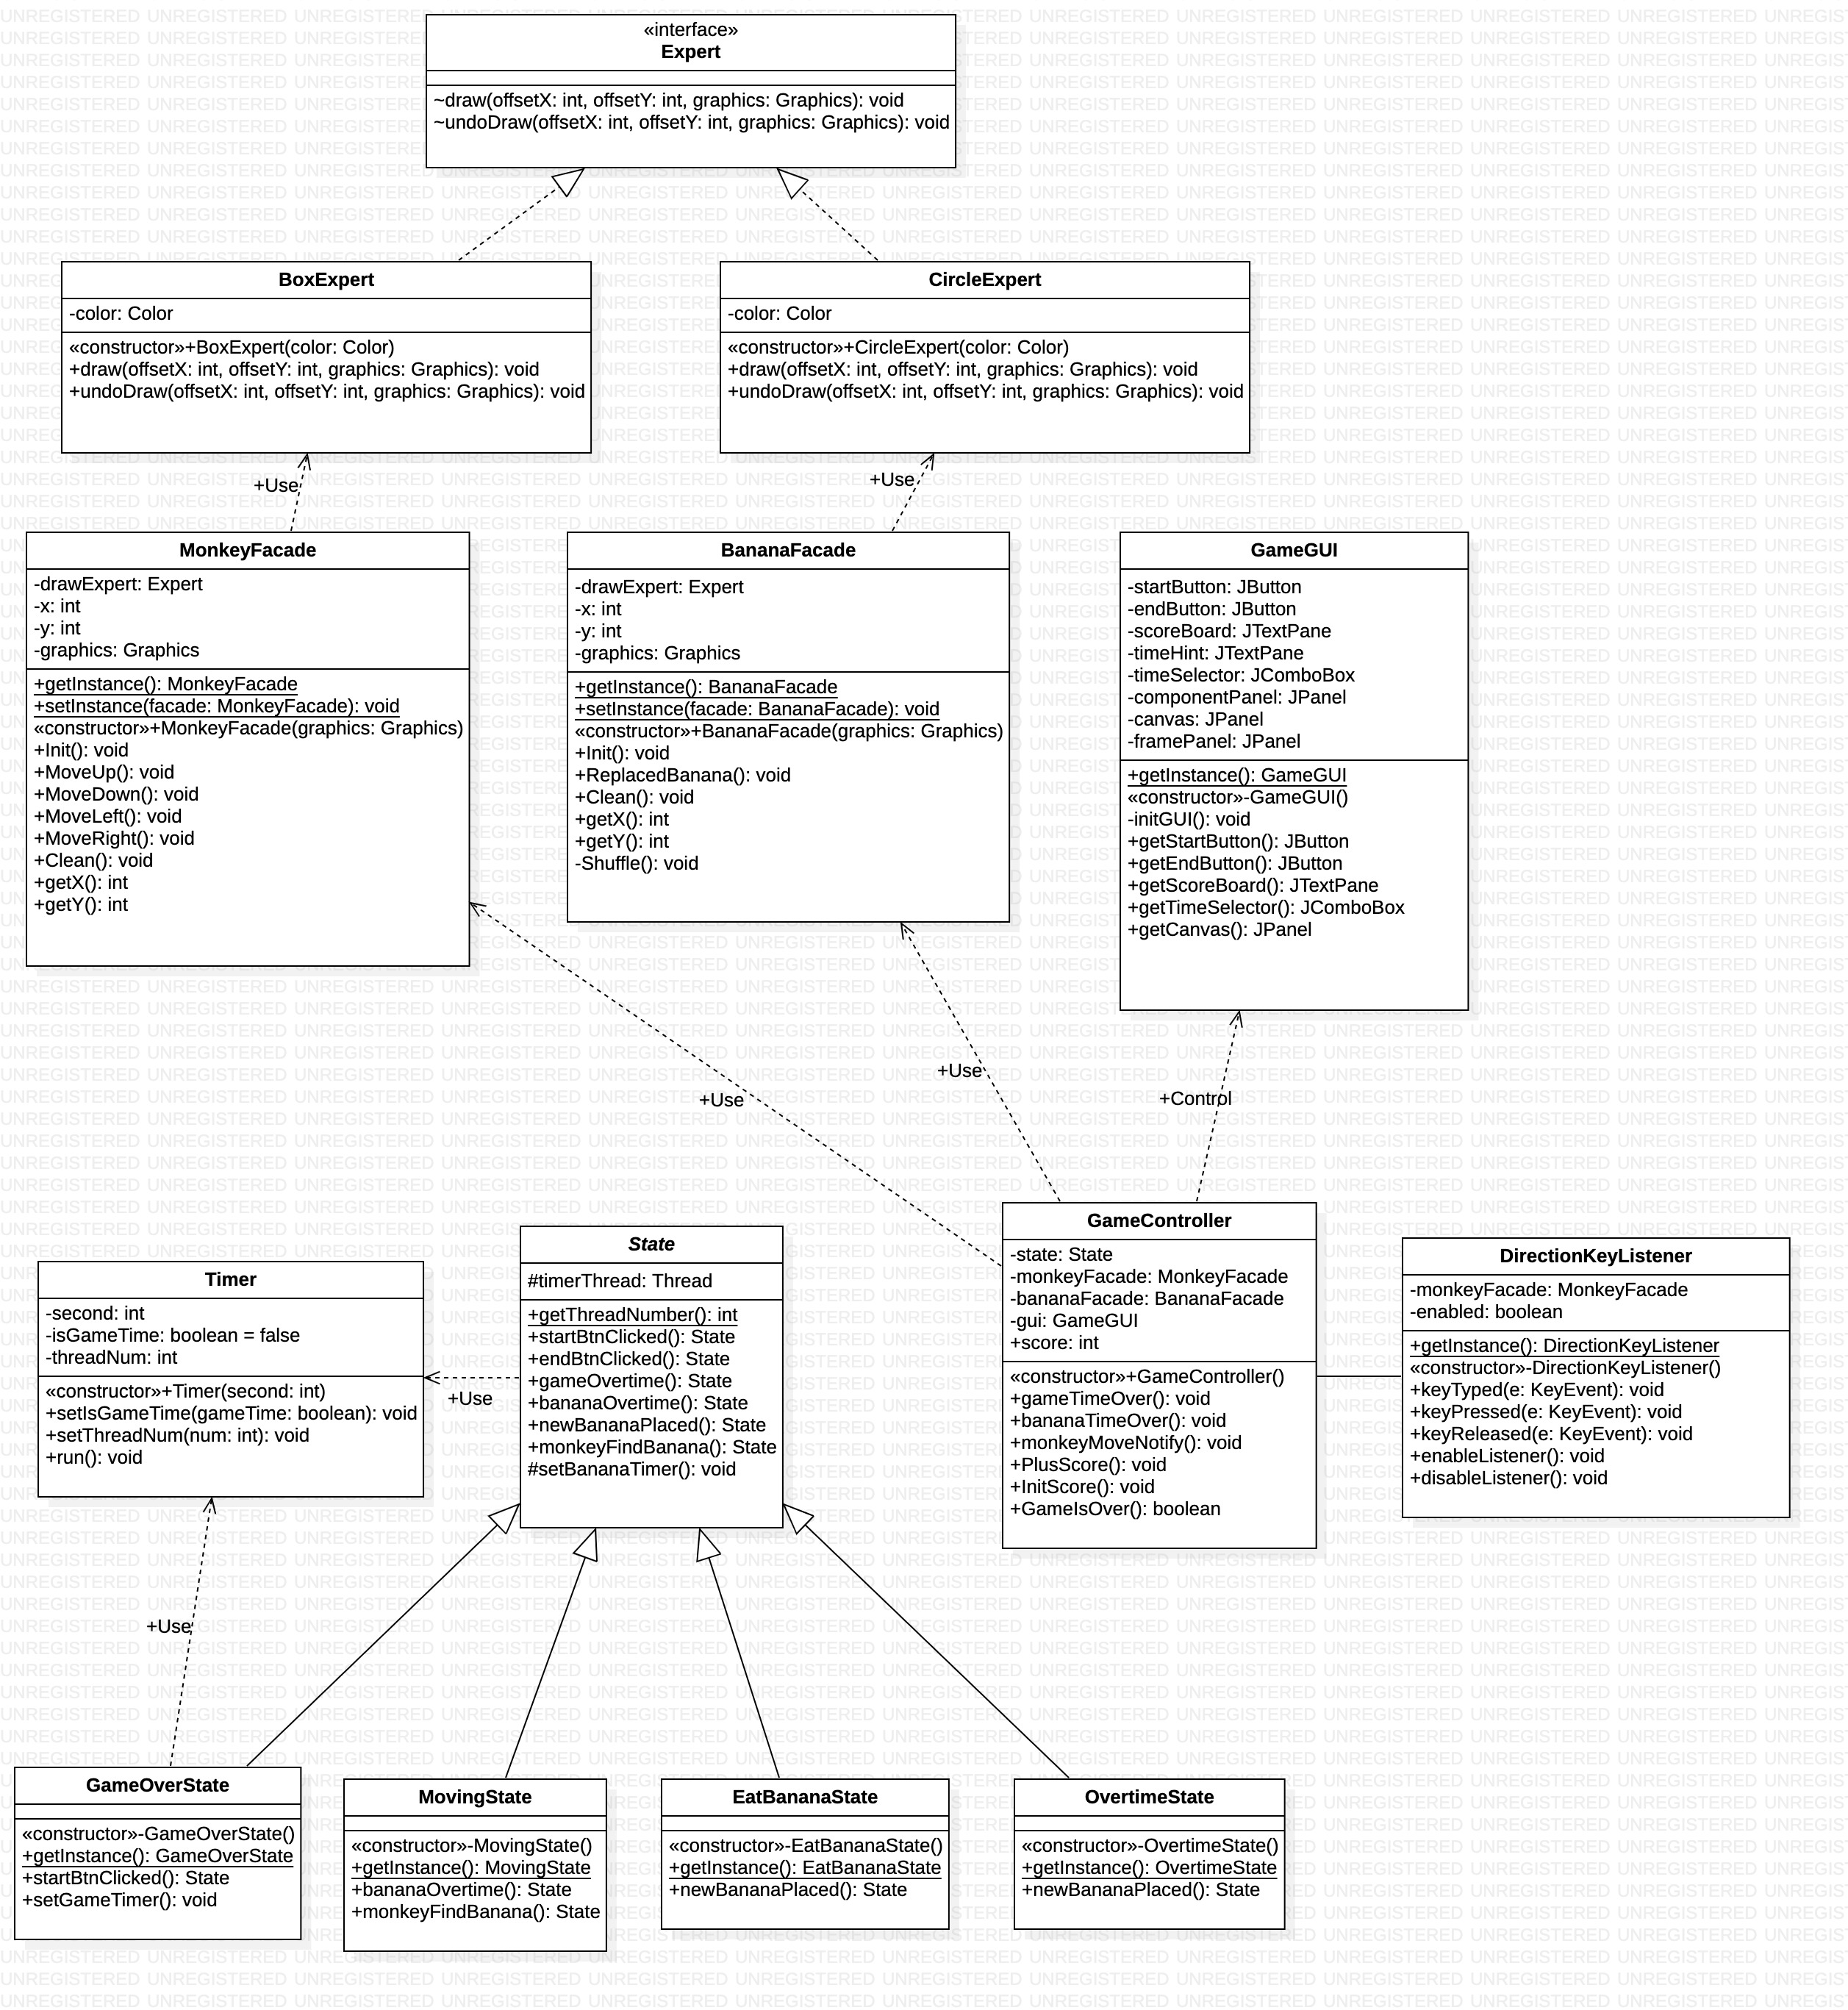 «interface»
Expert
~draw(offsetX: int, offsetY: int, graphics: Graphics): void
~undoDraw(offsetX: int, offsetY: int, graphics: Graphics): void
BoxExpert
-color: Color
«constructor»+BoxExpert(color: Color)
+draw(offsetX: int, offsetY: int, graphics: Graphics): void
+undoDraw(offsetX: int, offsetY: int, graphics: Graphics): void
CircleExpert
-color: Color
«constructor»+CircleExpert(color: Color)
+draw(offsetX: int, offsetY: int, graphics: Graphics): void
+undoDraw(offsetX: int, offsetY: int, graphics: Graphics): void
+Use
+Use
MonkeyFacade
-drawExpert: Expert
-x: int
-y: int
-graphics: Graphics
+getInstance(): MonkeyFacade
+setInstance(facade: MonkeyFacade): void
«constructor»+MonkeyFacade(graphics: Graphics)
+Init(): void
+MoveUp(): void
+MoveDown(): void
+MoveLeft(): void
+MoveRight(): void
+Clean(): void
+getX(): int
+getY(): int
BananaFacade
-drawExpert: Expert
-x: int
-y: int
-graphics: Graphics
+getInstance(): BananaFacade
+setInstance(facade: BananaFacade): void
«constructor»+BananaFacade(graphics: Graphics)
+Init(): void
+ReplacedBanana(): void
+Clean(): void
+getX(): int
+getY(): int
-Shuffle(): void
GameGUI
-startButton: JButton
-endButton: JButton
-scoreBoard: JTextPane
-timeHint: JTextPane
-timeSelector: JComboBox
-componentPanel: JPanel
-canvas: JPanel
-framePanel: JPanel
+getInstance(): GameGUI
«constructor»-GameGUI()
-initGUI(): void
+getStartButton(): JButton
+getEndButton(): JButton
+getScoreBoard(): JTextPane
+getTimeSelector(): JComboBox
+getCanvas(): JPanel
+Use
+Use
+Control
Timer
-second: int
-isGameTime: boolean = false
-threadNum: int
«constructor»+Timer(second: int)
+setIsGameTime(gameTime: boolean): void
+setThreadNum(num: int): void
+run(): void
+Use
State
#timerThread: Thread
+getThreadNumber(): int
+startBtnClicked(): State
+endBtnClicked(): State
+gameOvertime(): State
+bananaOvertime(): State
+newBananaPlaced(): State
+monkeyFindBanana(): State
#setBananaTimer(): void
GameController
-state: State
-monkeyFacade: MonkeyFacade
-bananaFacade: BananaFacade
-gui: GameGUI
+score: int
«constructor»+GameController()
+gameTimeOver(): void
+bananaTimeOver(): void
+monkeyMoveNotify(): void
+PlusScore(): void
+InitScore(): void
+GameIsOver(): boolean
DirectionKeyListener
-monkeyFacade: MonkeyFacade
-enabled: boolean
+getInstance(): DirectionKeyListener
«constructor»-DirectionKeyListener()
+keyTyped(e: KeyEvent): void
+keyPressed(e: KeyEvent): void
+keyReleased(e: KeyEvent): void
+enableListener(): void
+disableListener(): void
+Use
GameOverState
«constructor»-GameOverState()
+getInstance(): GameOverState
+startBtnClicked(): State
+setGameTimer(): void
MovingState
«constructor»-MovingState()
+getInstance(): MovingState
+bananaOvertime(): State
+monkeyFindBanana(): State
EatBananaState
«constructor»-EatBananaState()
+getInstance(): EatBananaState
+newBananaPlaced(): State
OvertimeState
«constructor»-OvertimeState()
+getInstance(): OvertimeState
+newBananaPlaced(): State